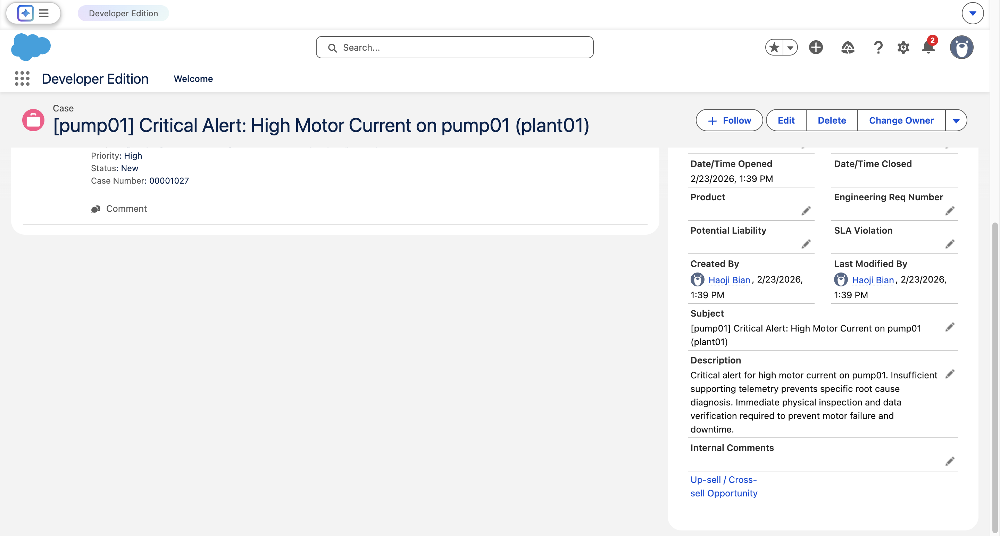 Developer Edition
Search...
2
Developer Edition
Welcome
Case
[pump01] Critical Alert: High Motor Current on pump01 (plant01)
Follow
Edit
Delete
Change Owner
Priority: High
Status: New
Case Number: 00001027
Comment
Date/Time Opened
2/23/2026, 1:39 PM
Date/Time Closed
Product
Engineering Req Number
Potential Liability
SLA Violation
Created By
Haoji Bian, 2/23/2026,
1:39 PM
Last Modified By
Haoji Bian, 2/23/2026,
1:39 PM
Subject
[pump01] Critical Alert: High Motor Current on pump01
(plant01)
Description
Critical alert for high motor current on pump01. Insufficient
supporting telemetry prevents specific root cause
diagnosis. Immediate physical inspection and data
verification required to prevent motor failure and
downtime.
Internal Comments
Up-sell / Cross-
sell Opportunity